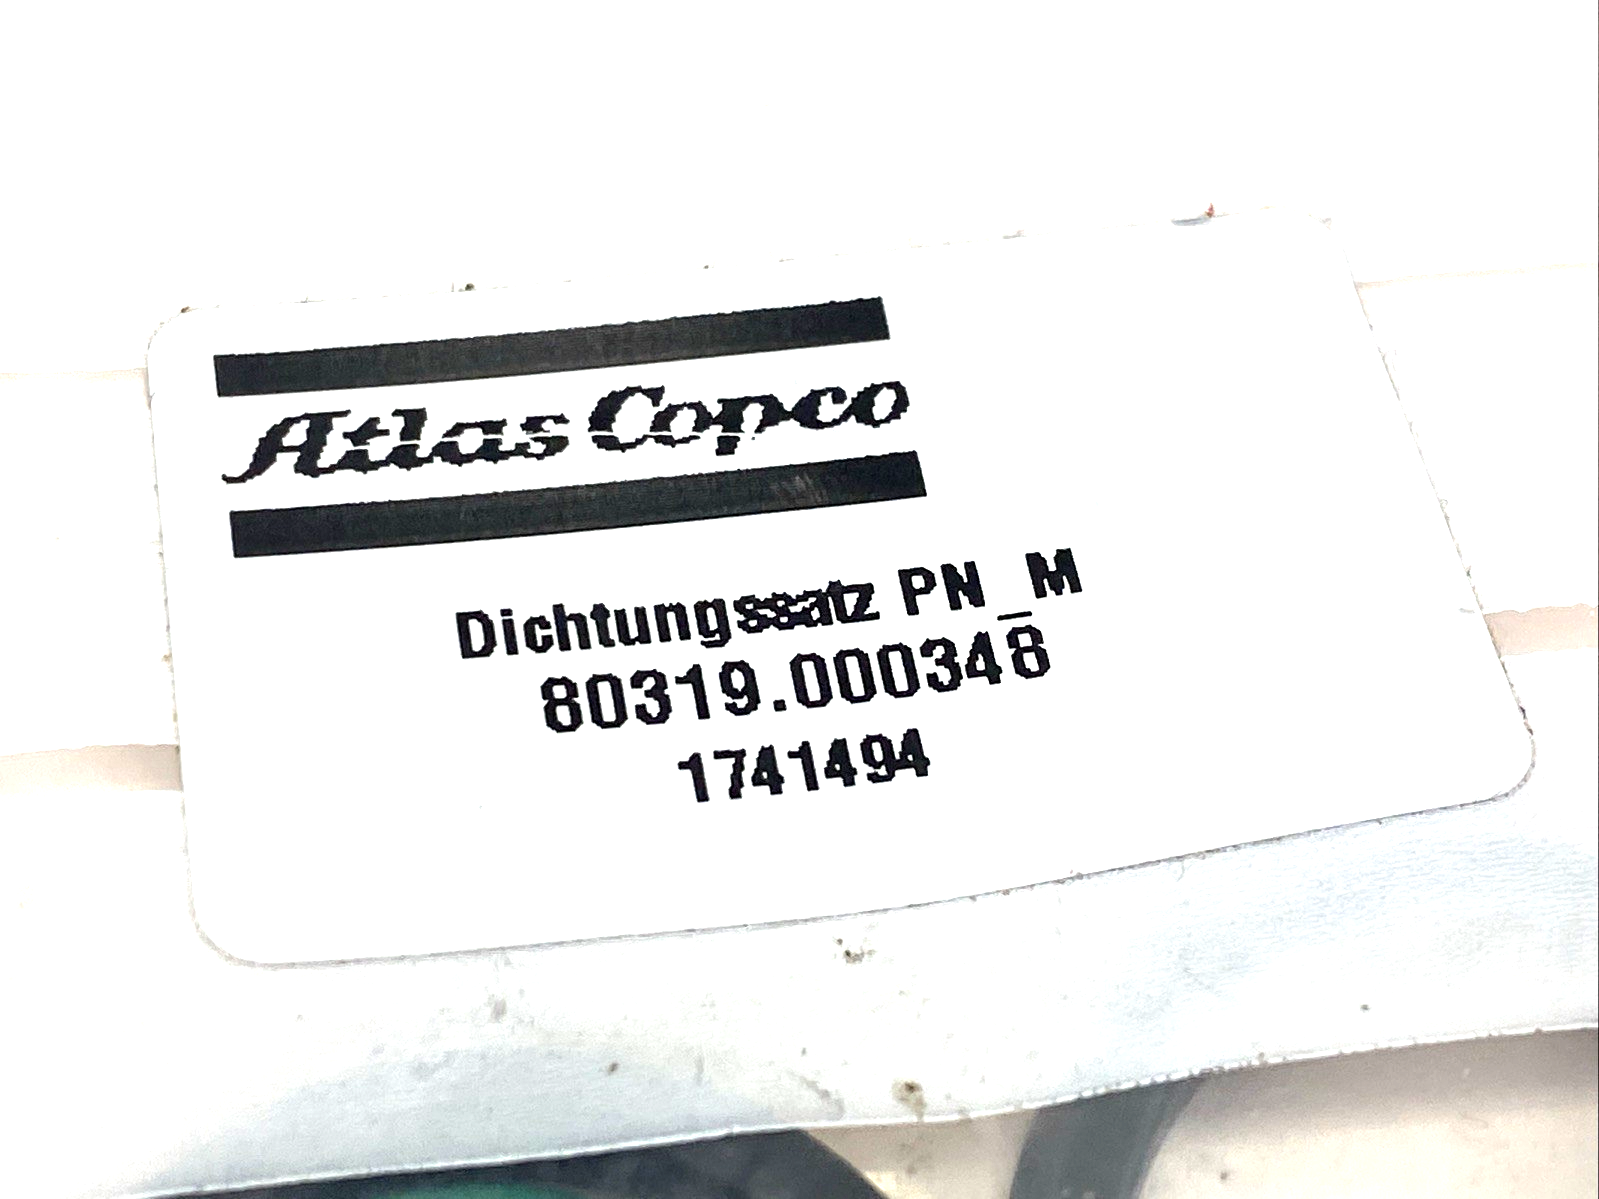 Atlas Copco
Dichtungssatz PN_M
80319.000348
1741494